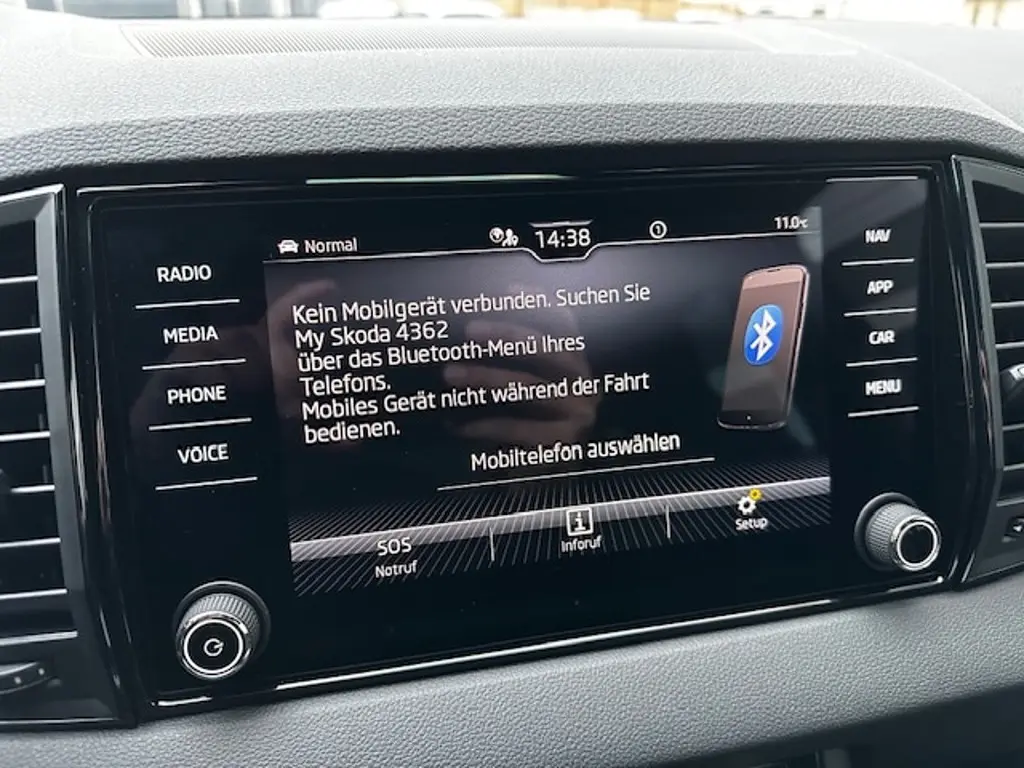 Normal
14:38
1
11.0°C
RADIO
MEDIA
PHONE
VOICE
Kein Mobilgerät verbunden. Suchen Sie
My Skoda 4362
über das Bluetooth-Menü Ihres
Telefons.
Mobiles Gerät nicht während der Fahrt
bedienen.
Mobiltelefon auswählen
SOS
Notruf
i
Inforuf
Setup
NAV
APP
CAR
MENU